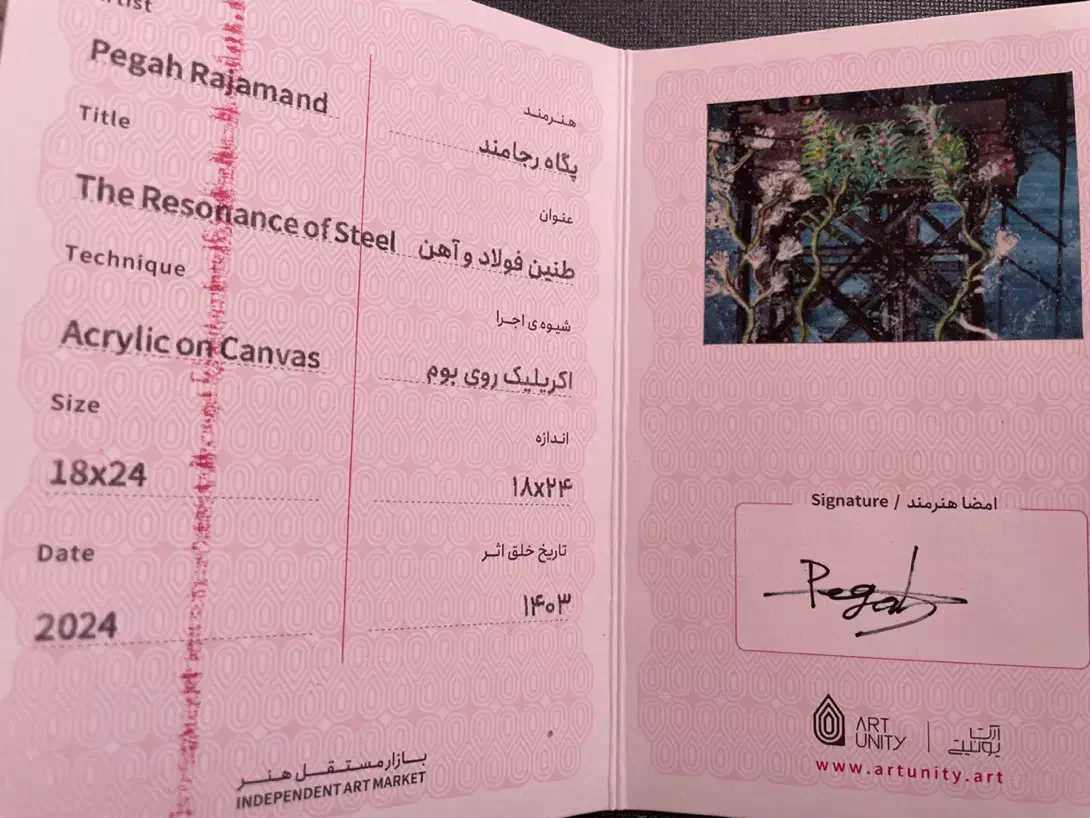 Artist
Pegah Rajamand
Title
The Resonance of Steel
Technique
Acrylic on Canvas
Size
18x24
Date
2024
هنرمند
پگاه رجامند
عنوان
طنین فولاد و آهن
شیوه‌ی اجرا
اکریلیک روی بوم
اندازه
۱۸x۲۴
تاریخ خلق اثر
۱۴۰۳
بازار مستقل هنر
INDEPENDENT ART MARKET
Signature / امضا هنرمند
Pegah
ART UNITY
آرت یونیتی
www.artunity.art